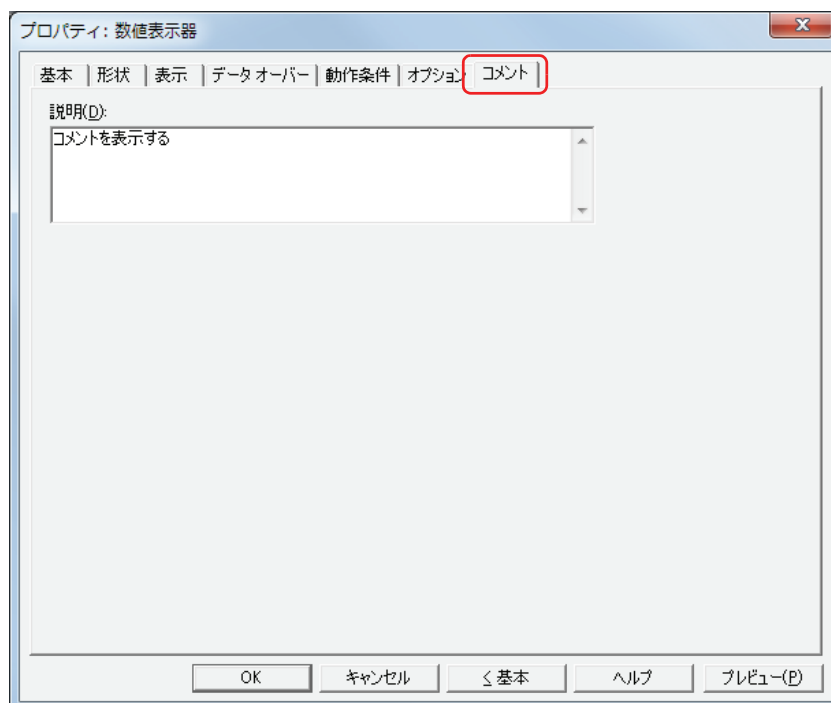 プロパティ: 数値表示器
基本 形状 表示 データオーバー 動作条件 オプション コメント
説明(D):
コメントを表示する
OK キャンセル <基本 ヘルプ プレビュー(P)